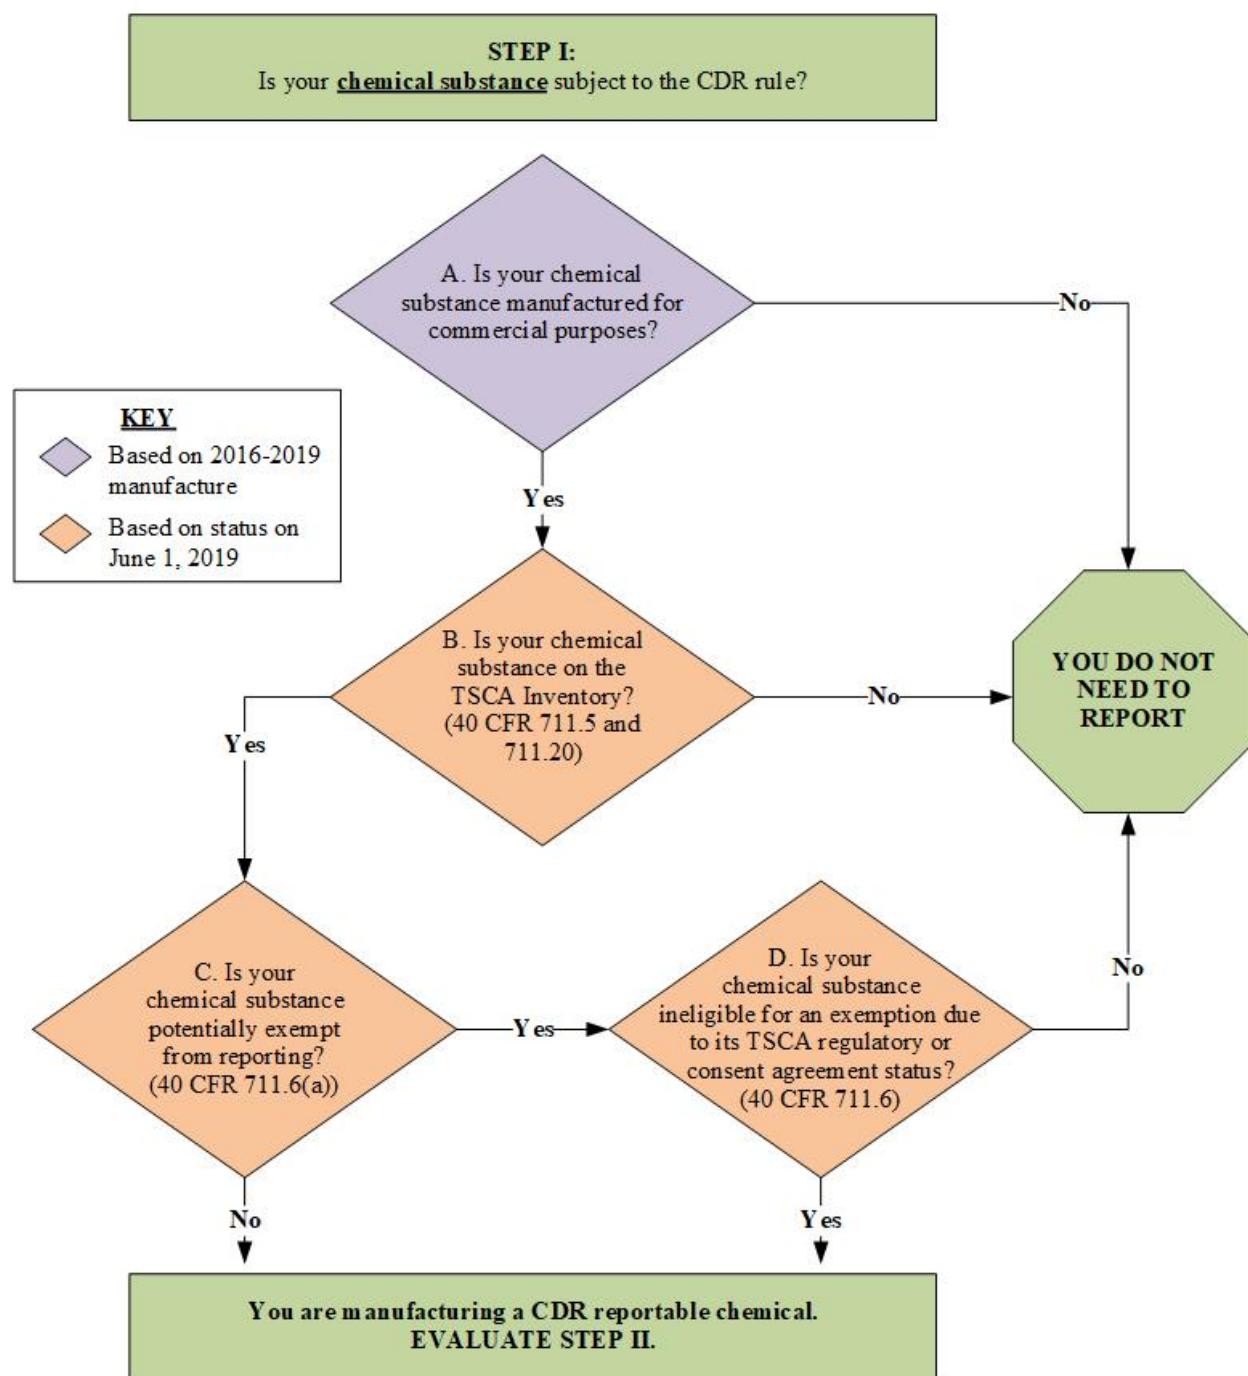 STEP I:
Is your chemical substance subject to the CDR rule?
A. Is your chemical
substance manufactured for
commercial purposes?
No
KEY
Based on 2016-2019
manufacture
Based on status on
June 1, 2019
Yes
B. Is your chemical
substance on the
TSCA Inventory?
(40 CFR 711.5 and
711.20)
No
YOU DO NOT
NEED TO
REPORT
Yes
C. Is your
chemical substance
potentially exempt
from reporting?
(40 CFR 711.6(a))
Yes
D. Is your
chemical substance
ineligible for an exemption due
to its TSCA regulatory or
consent agreement status?
(40 CFR 711.6)
No
No
Yes
You are manufacturing a CDR reportable chemical.
EVALUATE STEP II.